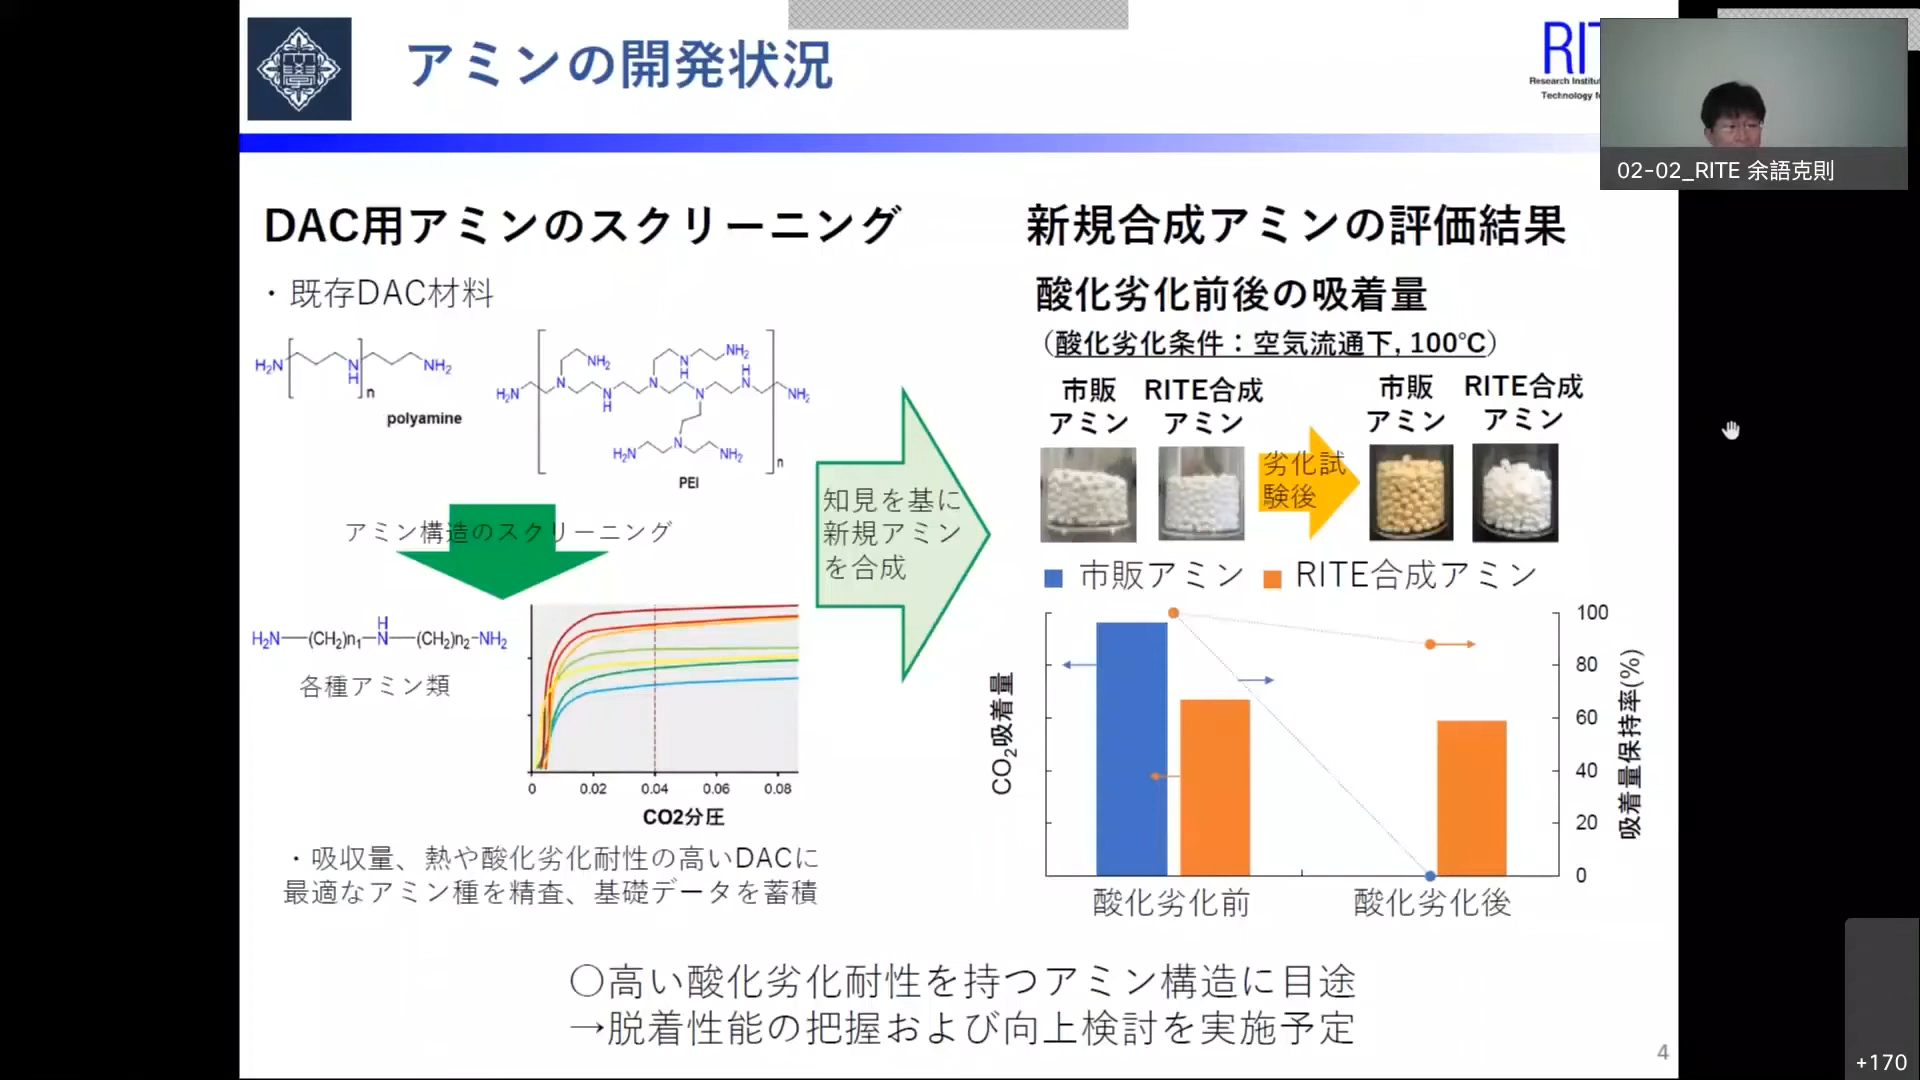 アミンの開発状況
RIT
Research Institu
Technology f
02-02_RITE 余語克則
DAC用アミンのスクリーニング
・既存DAC材料
H₂N
N
H
n
NH₂
polyamine
NH₂
N
H
NH₂
H
N
H₂N
N
N
H
N
N
NH₂
H₂N
N
NH₂
n
PEI
アミン構造のスクリーニング
H
H₂N—(CH₂)n₁—N—(CH₂)n₂–NH₂
各種アミン類
0 0.02 0.04 0.06 0.08
CO2分圧
・吸収量、熱や酸化劣化耐性の高いDACに
最適なアミン種を精査、基礎データを蓄積
知見を基に
新規アミン
を合成
新規合成アミンの評価結果
酸化劣化前後の吸着量
（酸化劣化条件：空気流通下, 100℃）
市販
アミン
RITE合成
アミン
劣化試
験後
市販
アミン
RITE合成
アミン
市販アミン RITE合成アミン
CO₂吸着量
100
80
60
40
20
0
吸着量保持率(%)
酸化劣化前 酸化劣化後
○高い酸化劣化耐性を持つアミン構造に目途
→脱着性能の把握および向上検討を実施予定
4
+170